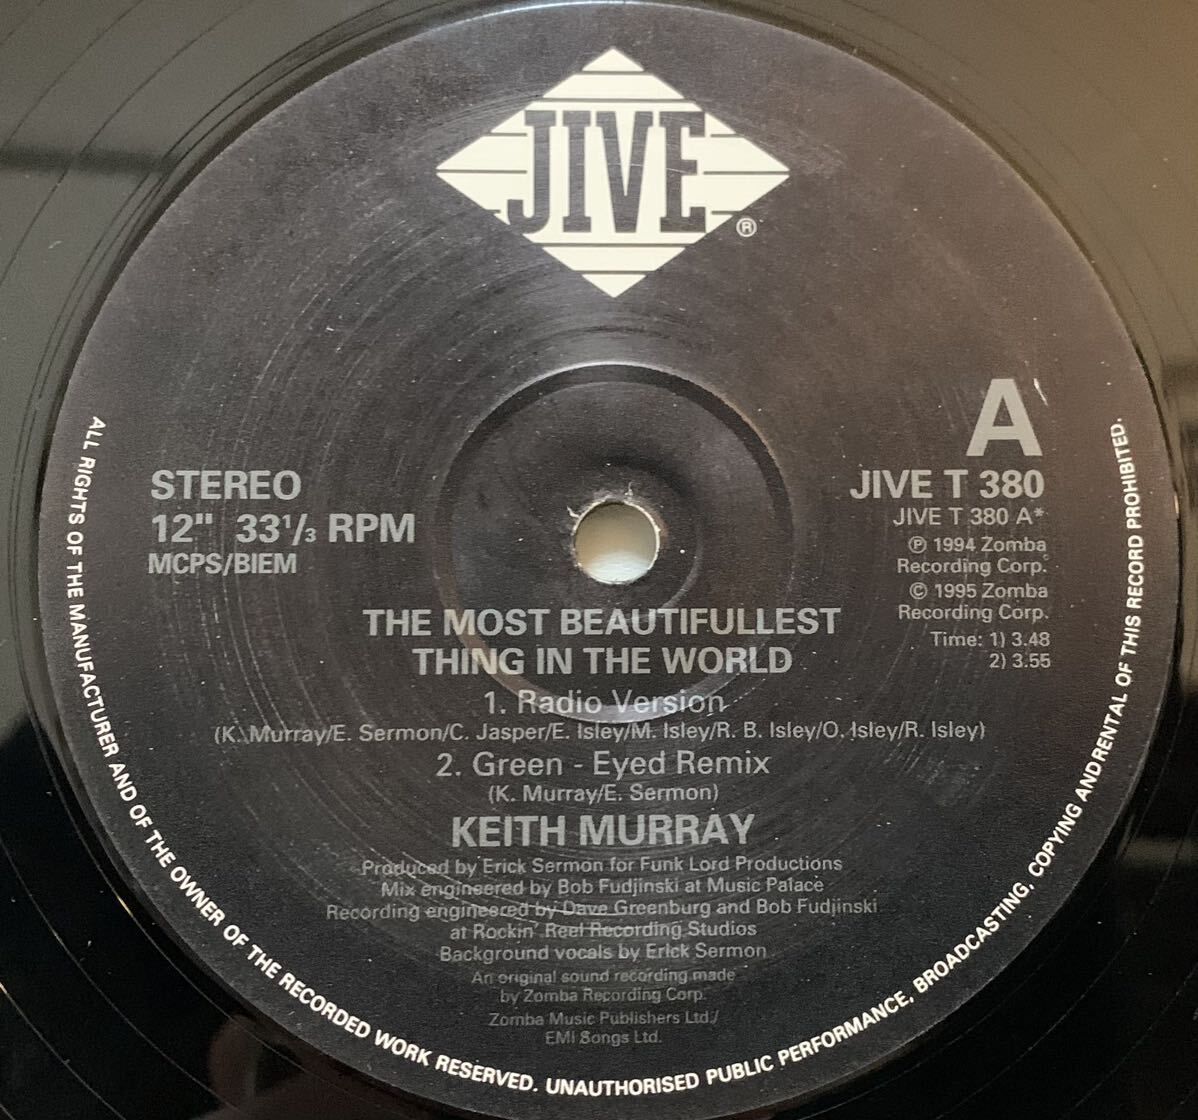 JIVE
®
A
STEREO
12" 33 1/3 RPM
MCPS/BIEM
JIVE T 380
JIVE T 380 A*
℗ 1994 Zomba
Recording Corp.
© 1995 Zomba
Recording Corp.
Time: 1) 3.48
2) 3.55
THE MOST BEAUTIFULLEST
THING IN THE WORLD
1. Radio Version
(K. Murray/E. Sermon/C. Jasper/E. Isley/M. Isley/R. B. Isley/O. Isley/R. Isley)
2. Green - Eyed Remix
(K. Murray/E. Sermon)
KEITH MURRAY
Produced by Erick Sermon for Funk Lord Productions
Mix engineered by Bob Fudjinski at Music Palace
Recording engineered by Dave Greenburg and Bob Fudjinski
at Rockin' Reel Recording Studios
Background vocals by Erick Sermon
An original sound recording made
by Zomba Recording Corp.
Zomba Music Publishers Ltd./
EMI Songs Ltd.
ALL RIGHTS OF THE MANUFACTURER AND OF THE OWNER OF THE RECORDED WORK RESERVED. UNAUTHORISED PUBLIC PERFORMANCE, BROADCASTING, COPYING AND RENTAL OF THIS RECORD PROHIBITED.